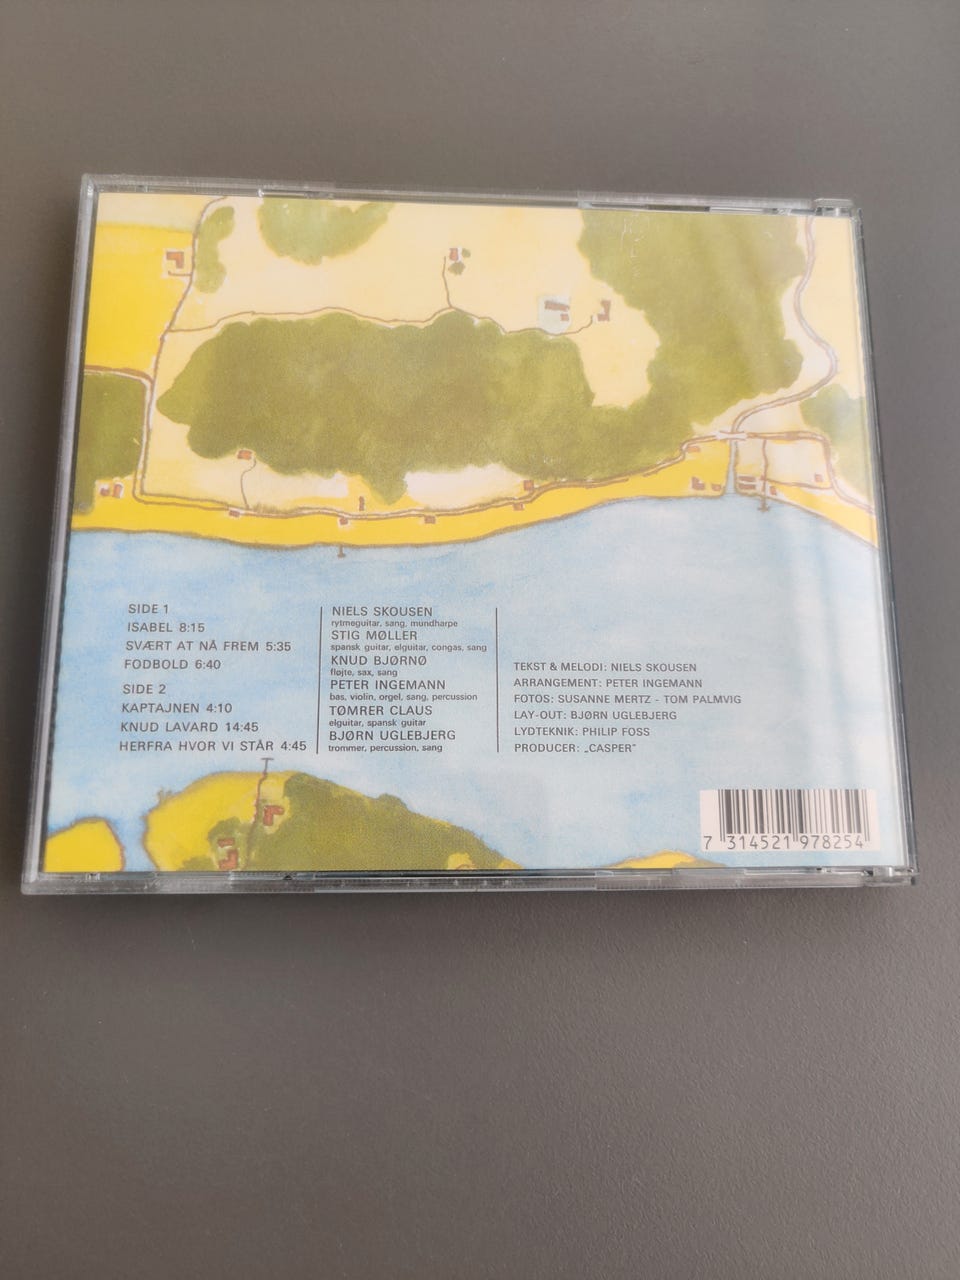 SIDE 1
ISABEL 8:15
SVÆRT AT NÅ FREM 5:35
FODBOLD 6:40
SIDE 2
KAPTAJNEN 4:10
KNUD LAVARD 14:45
HERFRA HVOR VI STÅR 4:45
NIELS SKOUSEN
rytmeguitar, sang, mundharpe
STIG MØLLER
spansk guitar, elguitar, congas, sang
KNUD BJØRNØ
fløjte, sax, sang
PETER INGEMANN
bas, violin, orgel, sang, percussion
TØMRER CLAUS
elguitar, spansk guitar
BJØRN UGLEBJERG
trommer, percussion, sang
TEKST & MELODI: NIELS SKOUSEN
ARRANGEMENT: PETER INGEMANN
FOTOS: SUSANNE MERTZ - TOM PALMVIG
LAY-OUT: BJØRN UGLEBJERG
LYDTEKNIK: PHILIP FOSS
PRODUCER: „CASPER"
7 314521 978254